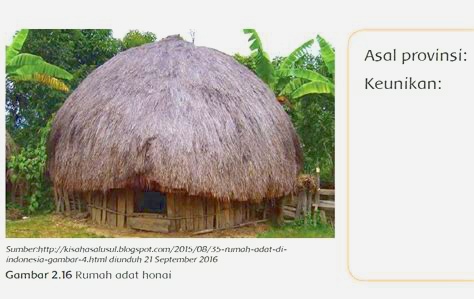 Asal provinsi:
Keunikan:
Sumber:http://kisahasalusul.blogspot.com/2015/08/35-rumah-adat-di-
indonesia-gambar-4.html diunduh 21 September 2016
Gambar 2.16 Rumah adat honai